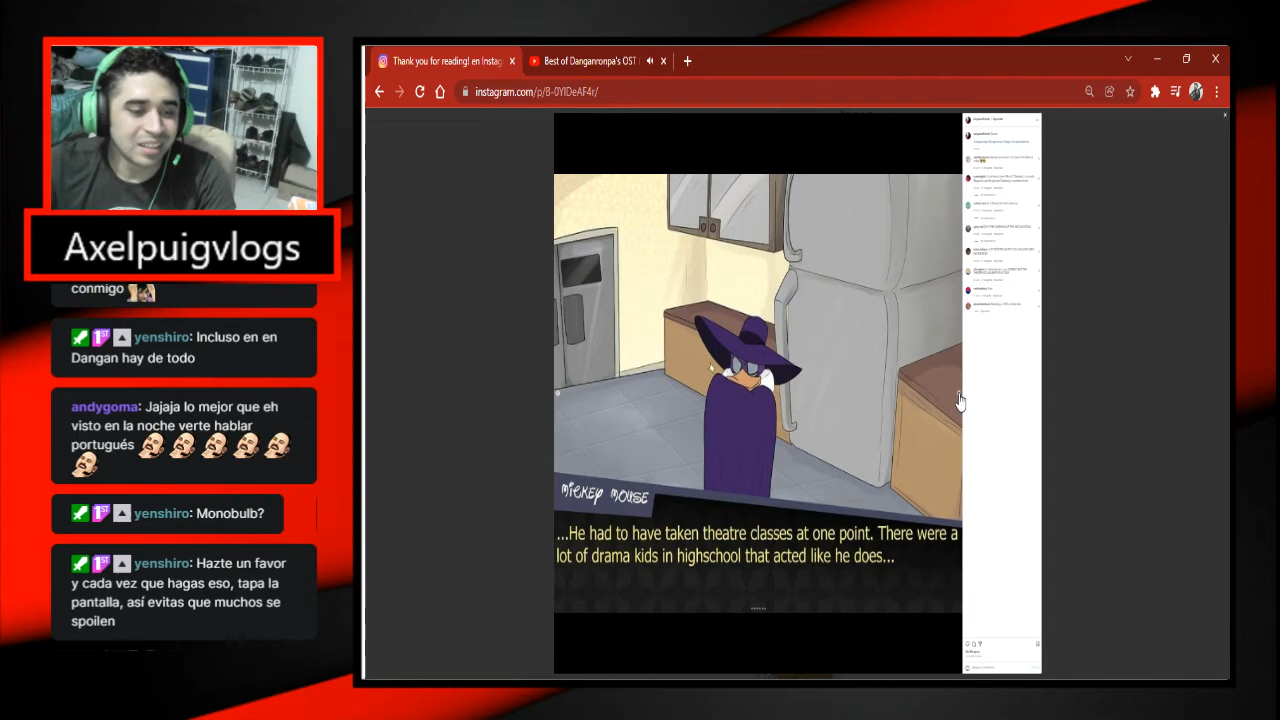 Axelpuigvlog
conmigo
yenshiro: Incluso en en
Dangan hay de todo
andygoma: Jajaja lo mejor que eh
visto en la noche verte hablar
portugués
yenshiro: Monobulb?
yenshiro: Hazte un favor
y cada vez que hagas eso, tapa la
pantalla, así evitas que muchos se
spoilen
Thank you for reading! en Instag
Best of Danganronpa's OST
instagram.com/p/B-0YIDeAF4r/
MICKEY MOUSE
...He had to have taken theatre classes at one point. There were a
lot of drama kids in highschool that acted like he does...